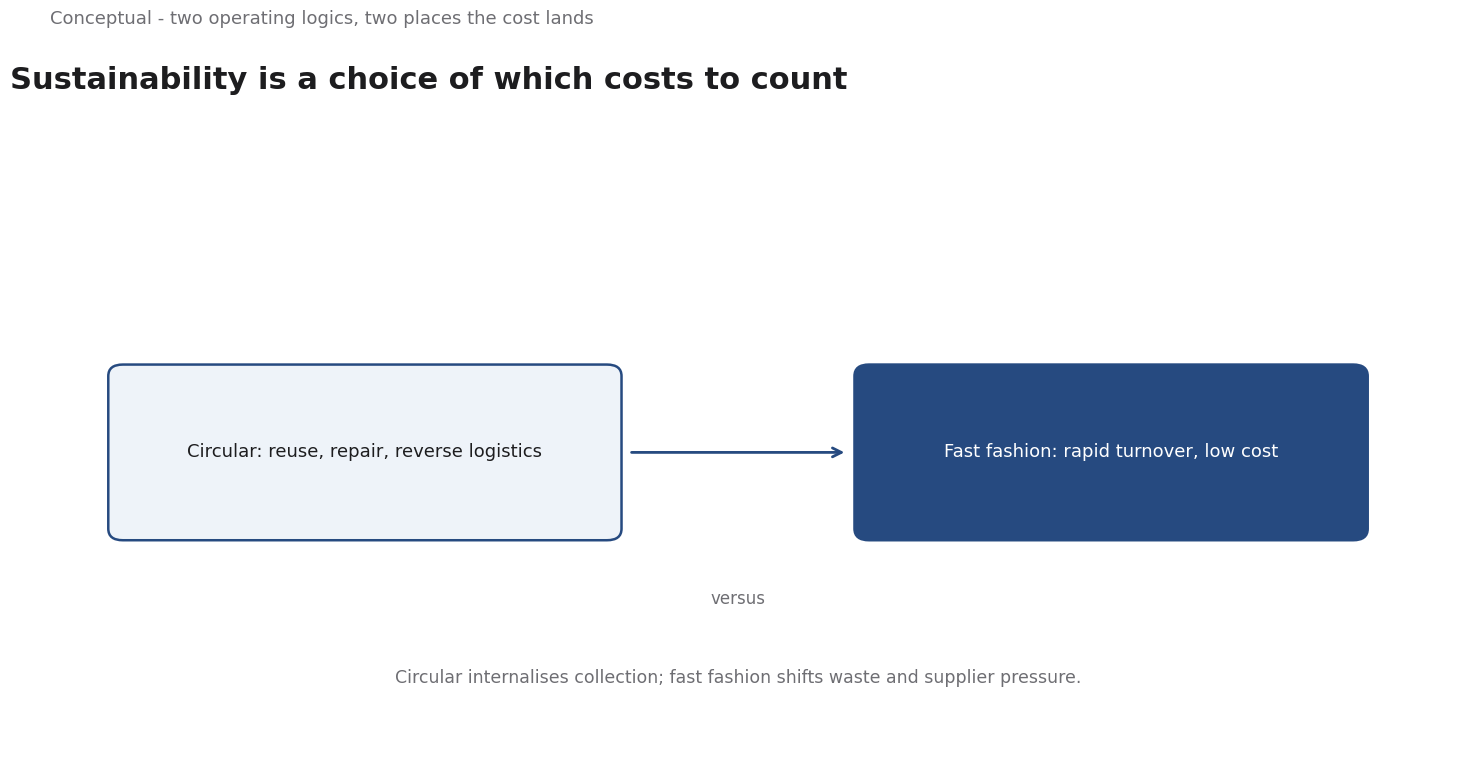 Conceptual - two operating logics, two places the cost lands
Sustainability is a choice of which costs to count
Circular: reuse, repair, reverse logistics
Fast fashion: rapid turnover, low cost
versus
Circular internalises collection; fast fashion shifts waste and supplier pressure.